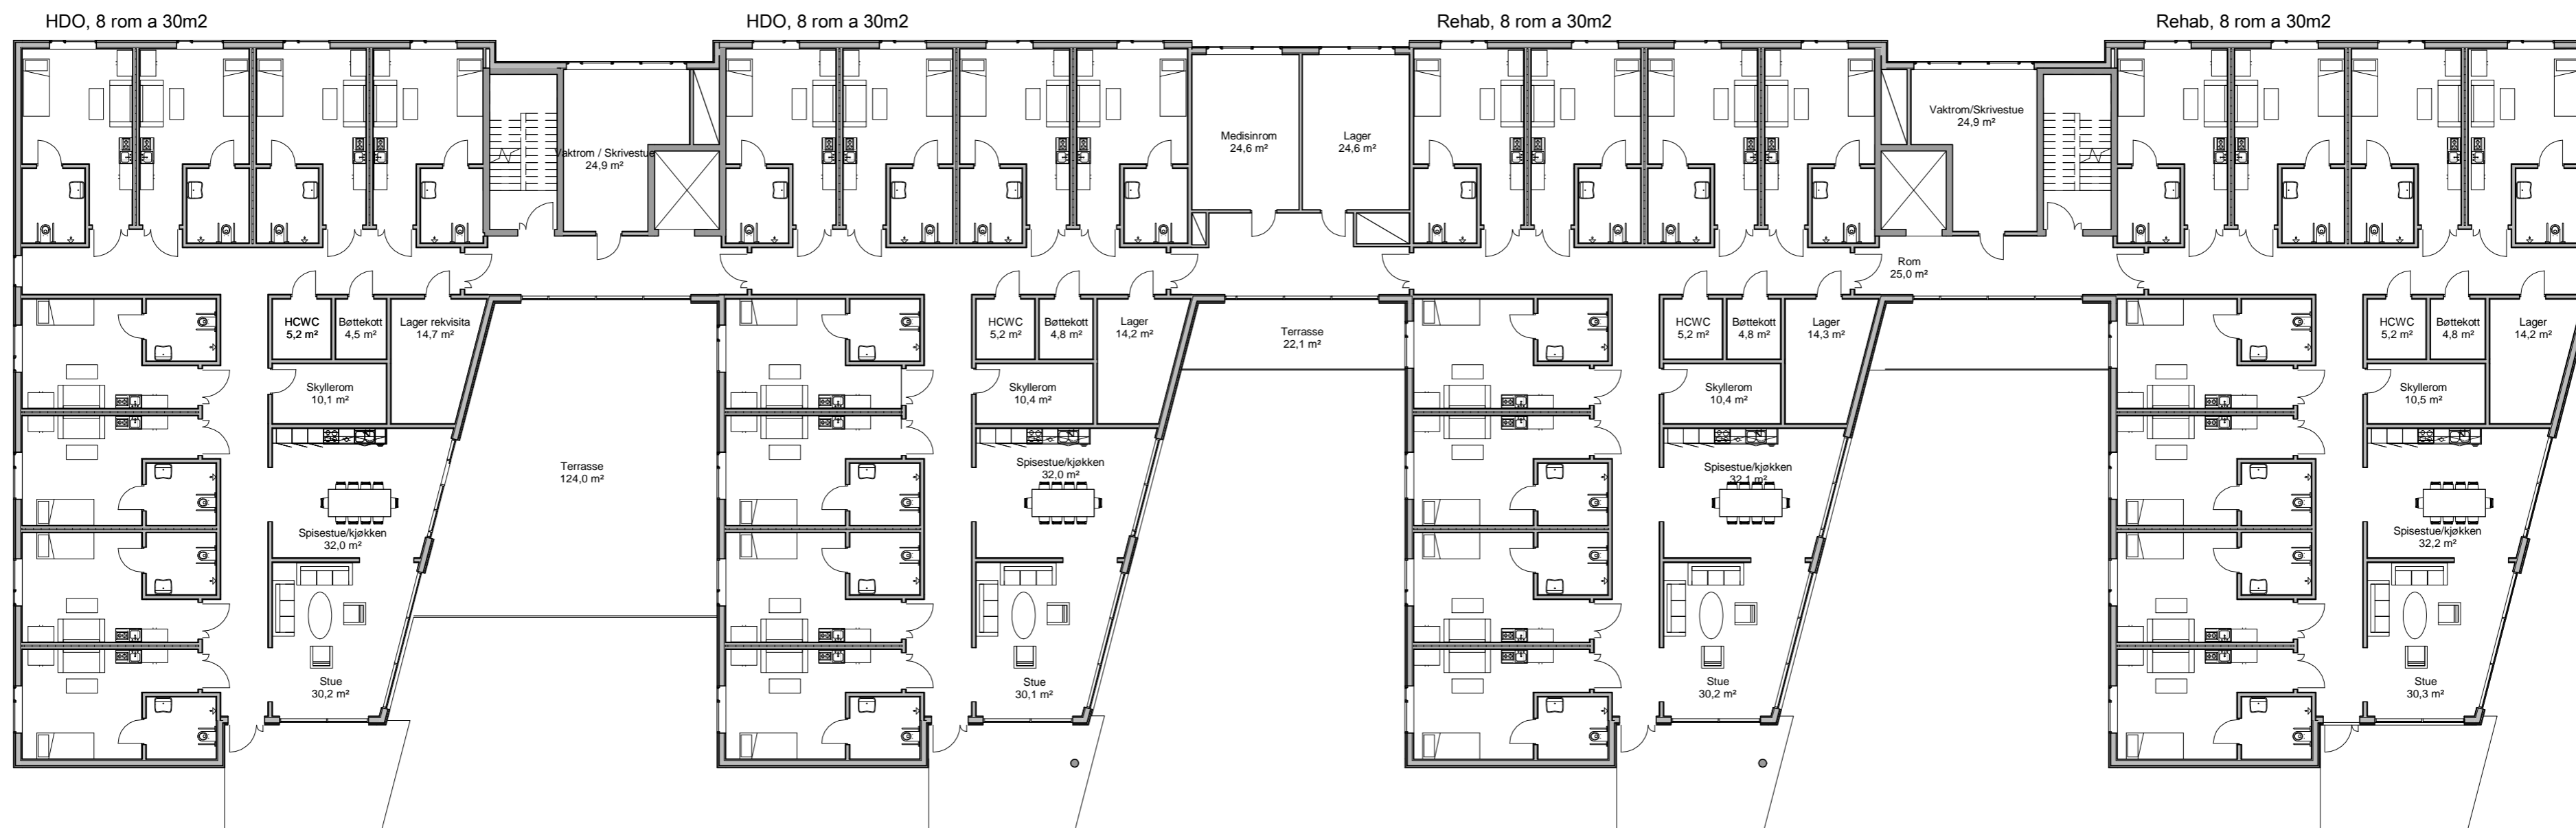 HDO, 8 rom a 30m2
HDO, 8 rom a 30m2
Rehab, 8 rom a 30m2
Rehab, 8 rom a 30m2
Vaktrom / Skrivestue
24,9 m²
Medisinrom
24,6 m²
Lager
24,6 m²
Vaktrom/Skrivestue
24,9 m²
Rom
25,0 m²
HCWC
5,2 m²
Bøttekott
4,5 m²
Lager rekvisita
14,7 m²
Skyllerom
10,1 m²
Spisestue/kjøkken
32,0 m²
Stue
30,2 m²
Terrasse
124,0 m²
HCWC
5,2 m²
Bøttekott
4,8 m²
Lager
14,2 m²
Skyllerom
10,4 m²
Spisestue/kjøkken
32,0 m²
Stue
30,1 m²
Terrasse
22,1 m²
HCWC
5,2 m²
Bøttekott
4,8 m²
Lager
14,3 m²
Skyllerom
10,4 m²
Spisestue/kjøkken
32,1 m²
Stue
30,2 m²
HCWC
5,2 m²
Bøttekott
4,8 m²
Lager
14,2 m²
Skyllerom
10,5 m²
Spisestue/kjøkken
32,2 m²
Stue
30,3 m²